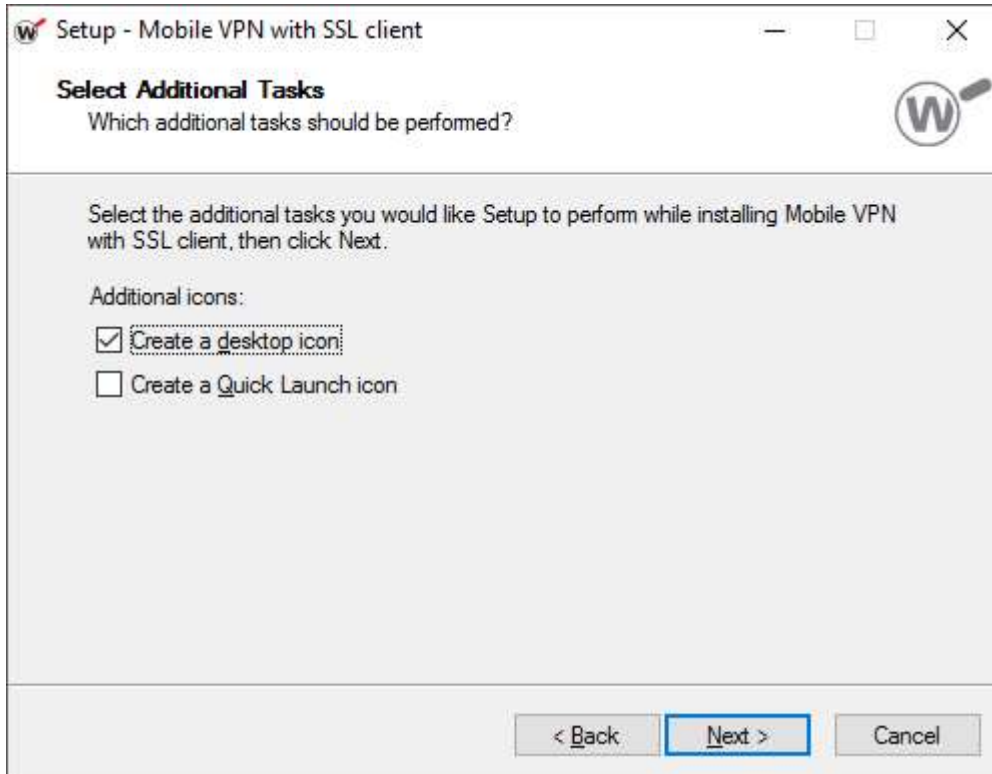 Setup - Mobile VPN with SSL client
Select Additional Tasks
Which additional tasks should be performed?
W
Select the additional tasks you would like Setup to perform while installing Mobile VPN
with SSL client, then click Next.
Additional icons:
Create a desktop icon
Create a Quick Launch icon
< Back Next > Cancel